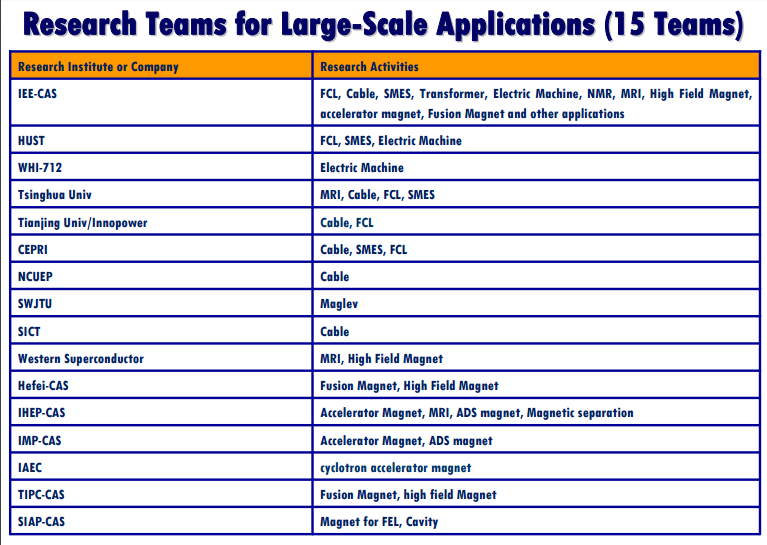 Research Teams for Large-Scale Applications (15 Teams)
Research Institute or Company Research Activities
IEE-CAS FCL, Cable, SMES, Transformer, Electric Machine, NMR, MRI, High Field Magnet,
accelerator magnet, Fusion Magnet and other applications
HUST FCL, SMES, Electric Machine
WHI-712 Electric Machine
Tsinghua Univ MRI, Cable, FCL, SMES
Tianjing Univ/Innopower Cable, FCL
CEPRI Cable, SMES, FCL
NCUEP Cable
SWJTU Maglev
SICT Cable
Western Superconductor MRI, High Field Magnet
Hefei-CAS Fusion Magnet, High Field Magnet
IHEP-CAS Accelerator Magnet, MRI, ADS magnet, Magnetic separation
IMP-CAS Accelerator Magnet, ADS magnet
IAEC cyclotron accelerator magnet
TIPC-CAS Fusion Magnet, high field Magnet
SIAP-CAS Magnet for FEL, Cavity